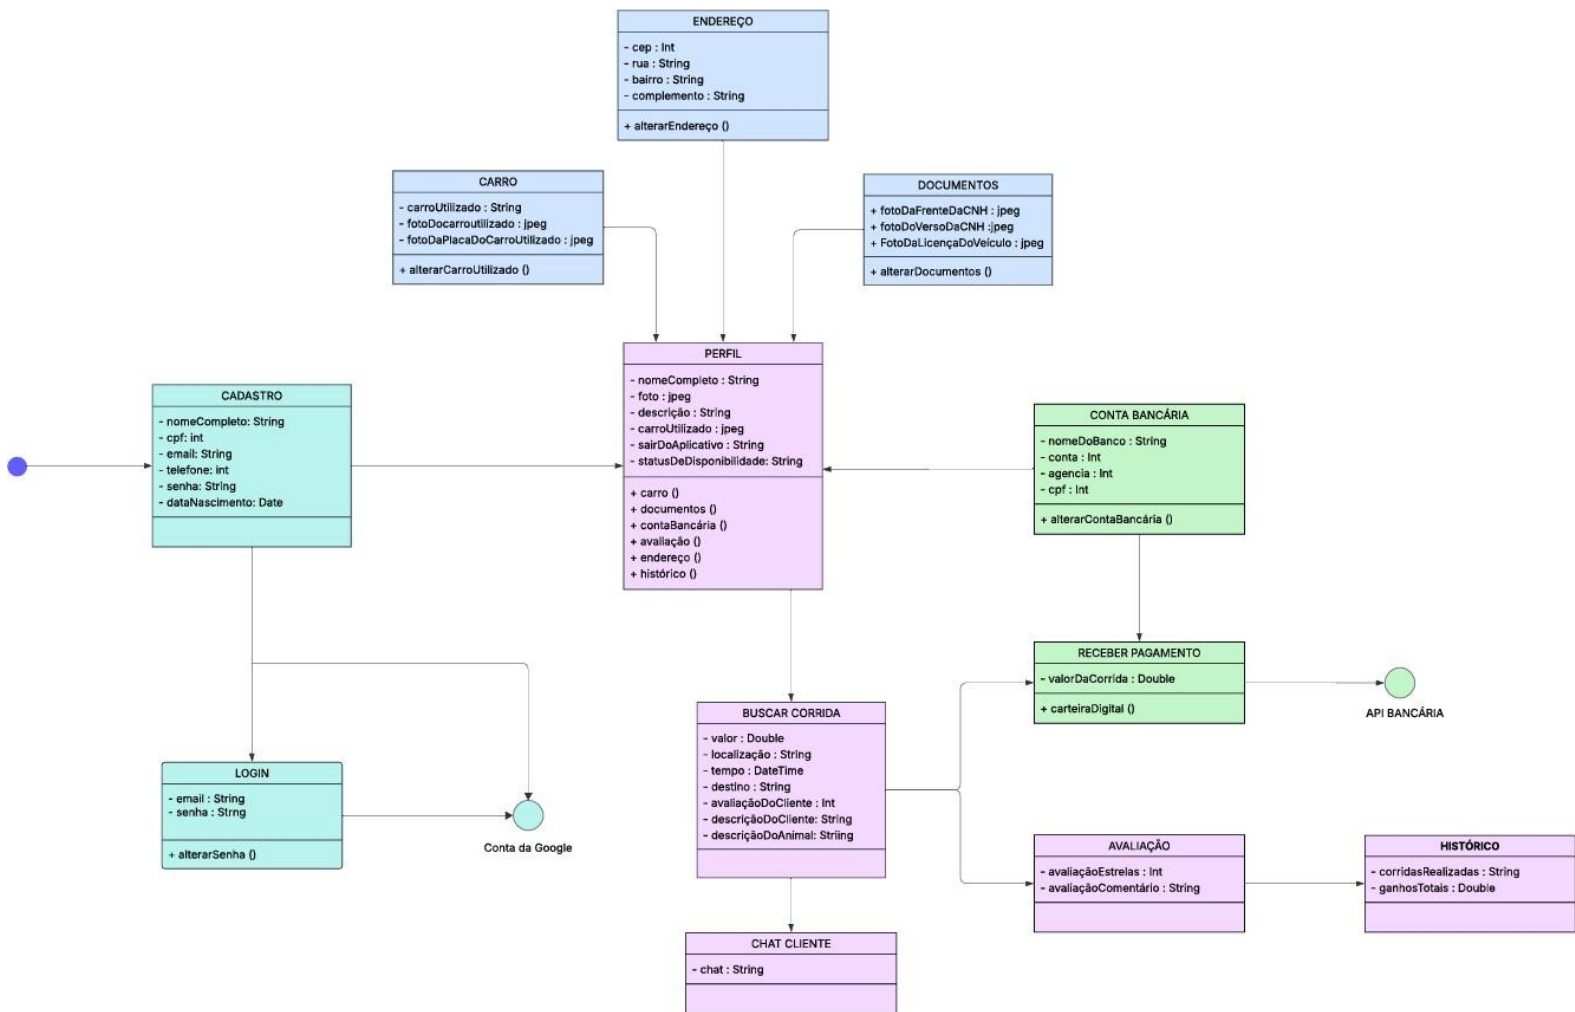 ENDEREÇO
- cep : Int
- rua : String
- bairro : String
- complemento : String
+ alterarEndereço ()
CARRO
- carroUtilizado : String
- fotoDocarroutilizado : jpeg
- fotoDaPlacaDoCarroUtilizado : jpeg
+ alterarCarroUtilizado ()
DOCUMENTOS
+ fotoDaFrenteDaCNH : jpeg
+ fotoDoVersoDaCNH :jpeg
+ FotoDaLicençaDoVeículo : jpeg
+ alterarDocumentos ()
PERFIL
- nomeCompleto : String
- foto : jpeg
- descrição : String
- carroUtilizado : jpeg
- sairDoAplicativo : String
- statusDeDisponibilidade: String
+ carro ()
+ documentos ()
+ contaBancária ()
+ avaliação ()
+ endereço ()
+ histórico ()
CADASTRO
- nomeCompleto: String
- cpf: int
- email: String
- telefone: int
- senha: String
- dataNascimento: Date
CONTA BANCÁRIA
- nomeDoBanco : String
- conta : Int
- agencia : Int
- cpf : Int
+ alterarContaBancária ()
RECEBER PAGAMENTO
- valorDaCorrida : Double
+ carteiraDigital ()
API BANCÁRIA
BUSCAR CORRIDA
- valor : Double
- localização : String
- tempo : DateTime
- destino : String
- avaliaçãoDoCliente : Int
- descriçãoDoCliente: String
- descriçãoDoAnimal: Striing
LOGIN
- email : String
- senha : Strng
+ alterarSenha ()
Conta da Google
AVALIAÇÃO
- avaliaçãoEstrelas : Int
- avaliaçãoComentário : String
HISTÓRICO
- corridasRealizadas : String
- ganhosTotais : Double
CHAT CLIENTE
- chat : String